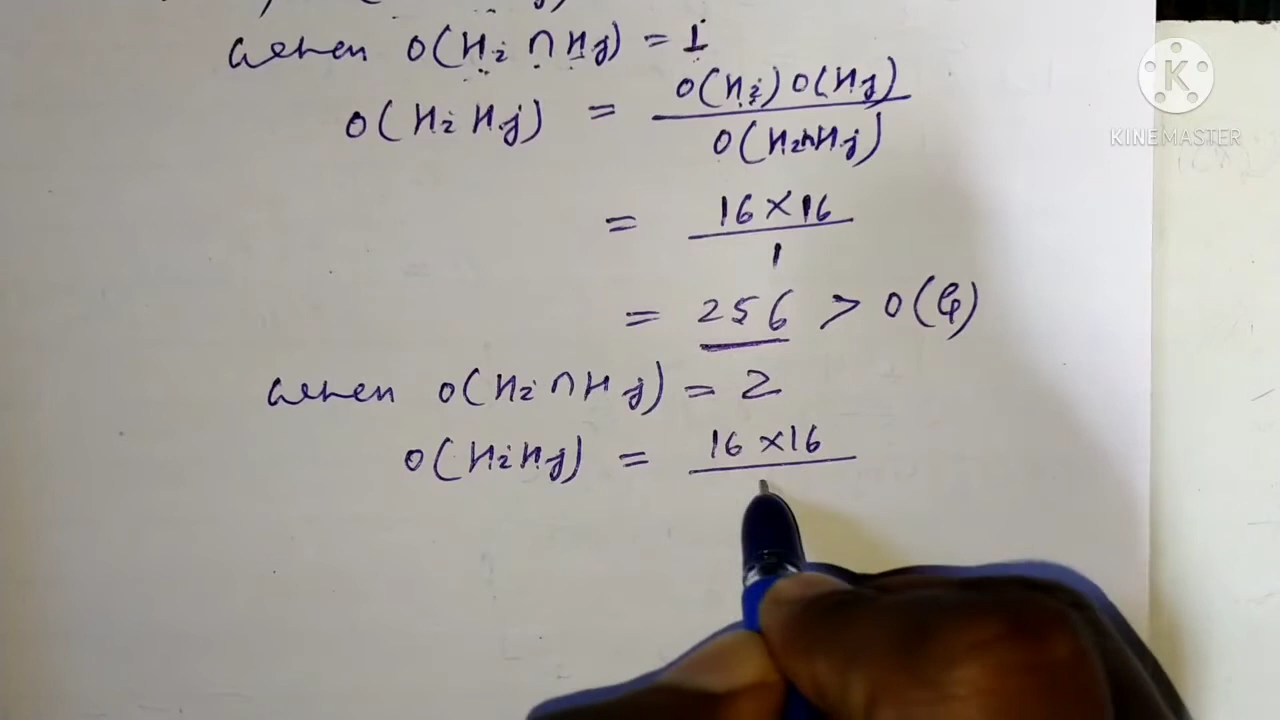 when O(Hi ∩ Hj) = 1
O(Hi Hj) = O(Hi) O(Hj) / O(Hi∩Hj)
= 16 × 16 / 1
= 256 > O(G)
when O(Hi ∩ Hj) = 2
O(HiHj) = 16 × 16
K
KINEMASTER